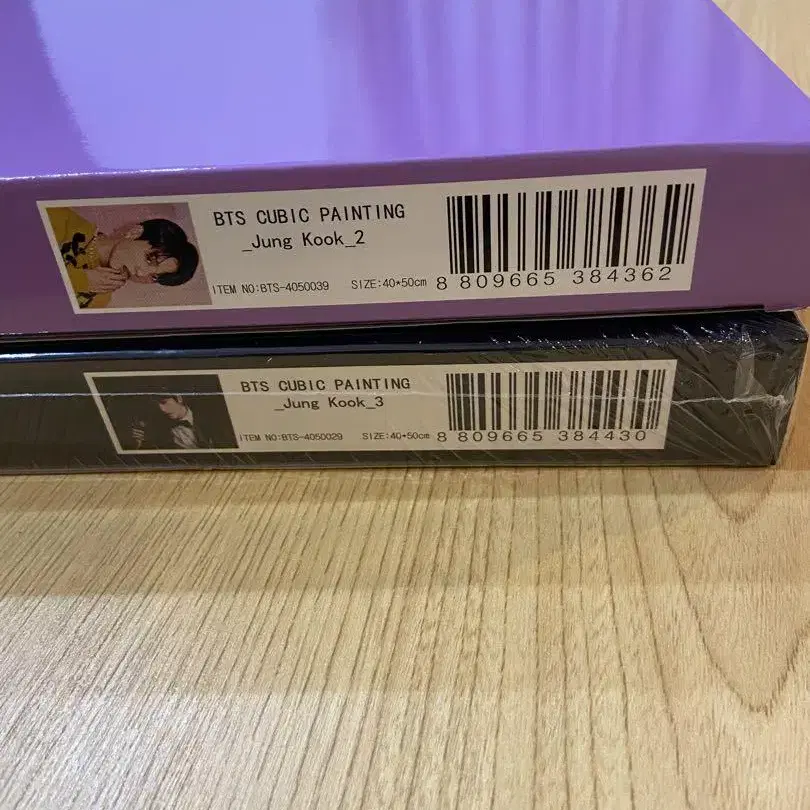 BTS CUBIC PAINTING
_Jung Kook_2
ITEM NO:BTS-4050039 SIZE:40*50cm
8 809665 384362
BTS CUBIC PAINTING
_Jung Kook_3
ITEM NO:BTS-4050029 SIZE:40*50cm
8 809665 384430